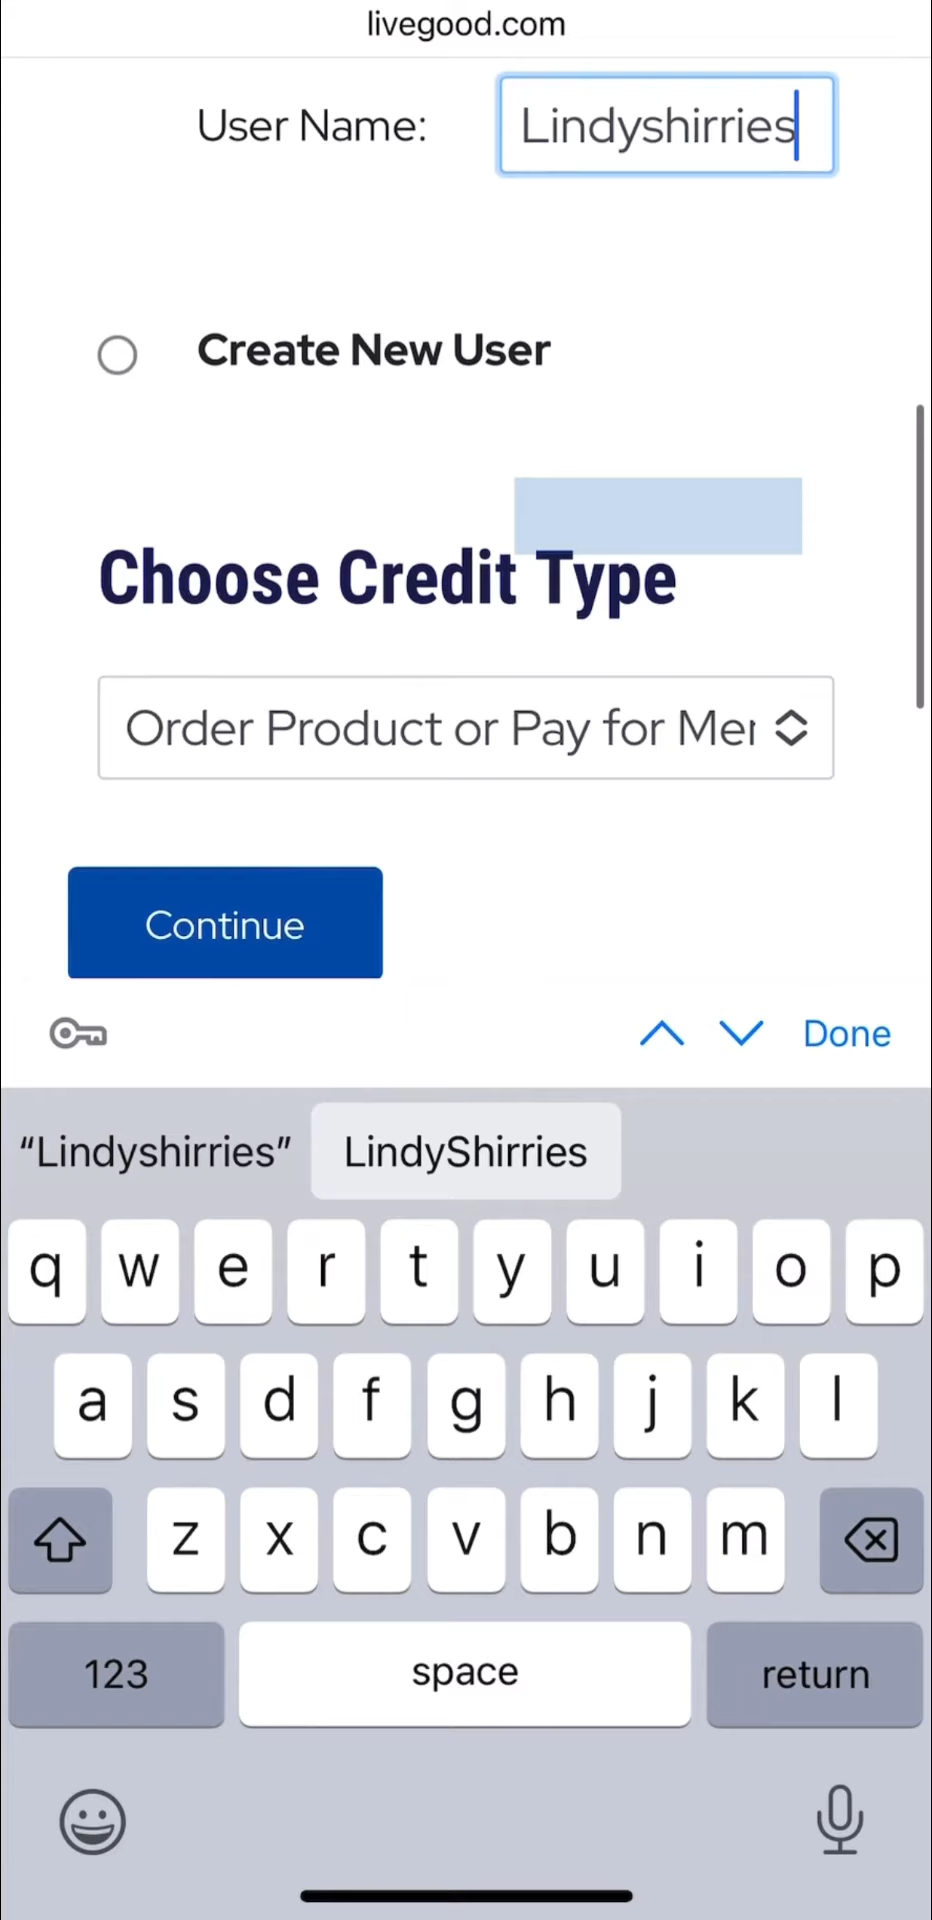 livegood.com
User Name:
Lindyshirries
Create New User
Choose Credit Type
Order Product or Pay for Mer
Continue
Done
“Lindyshirries”
LindyShirries
q w e r t y u i o p
a s d f g h j k l
z x c v b n m
123
space
return